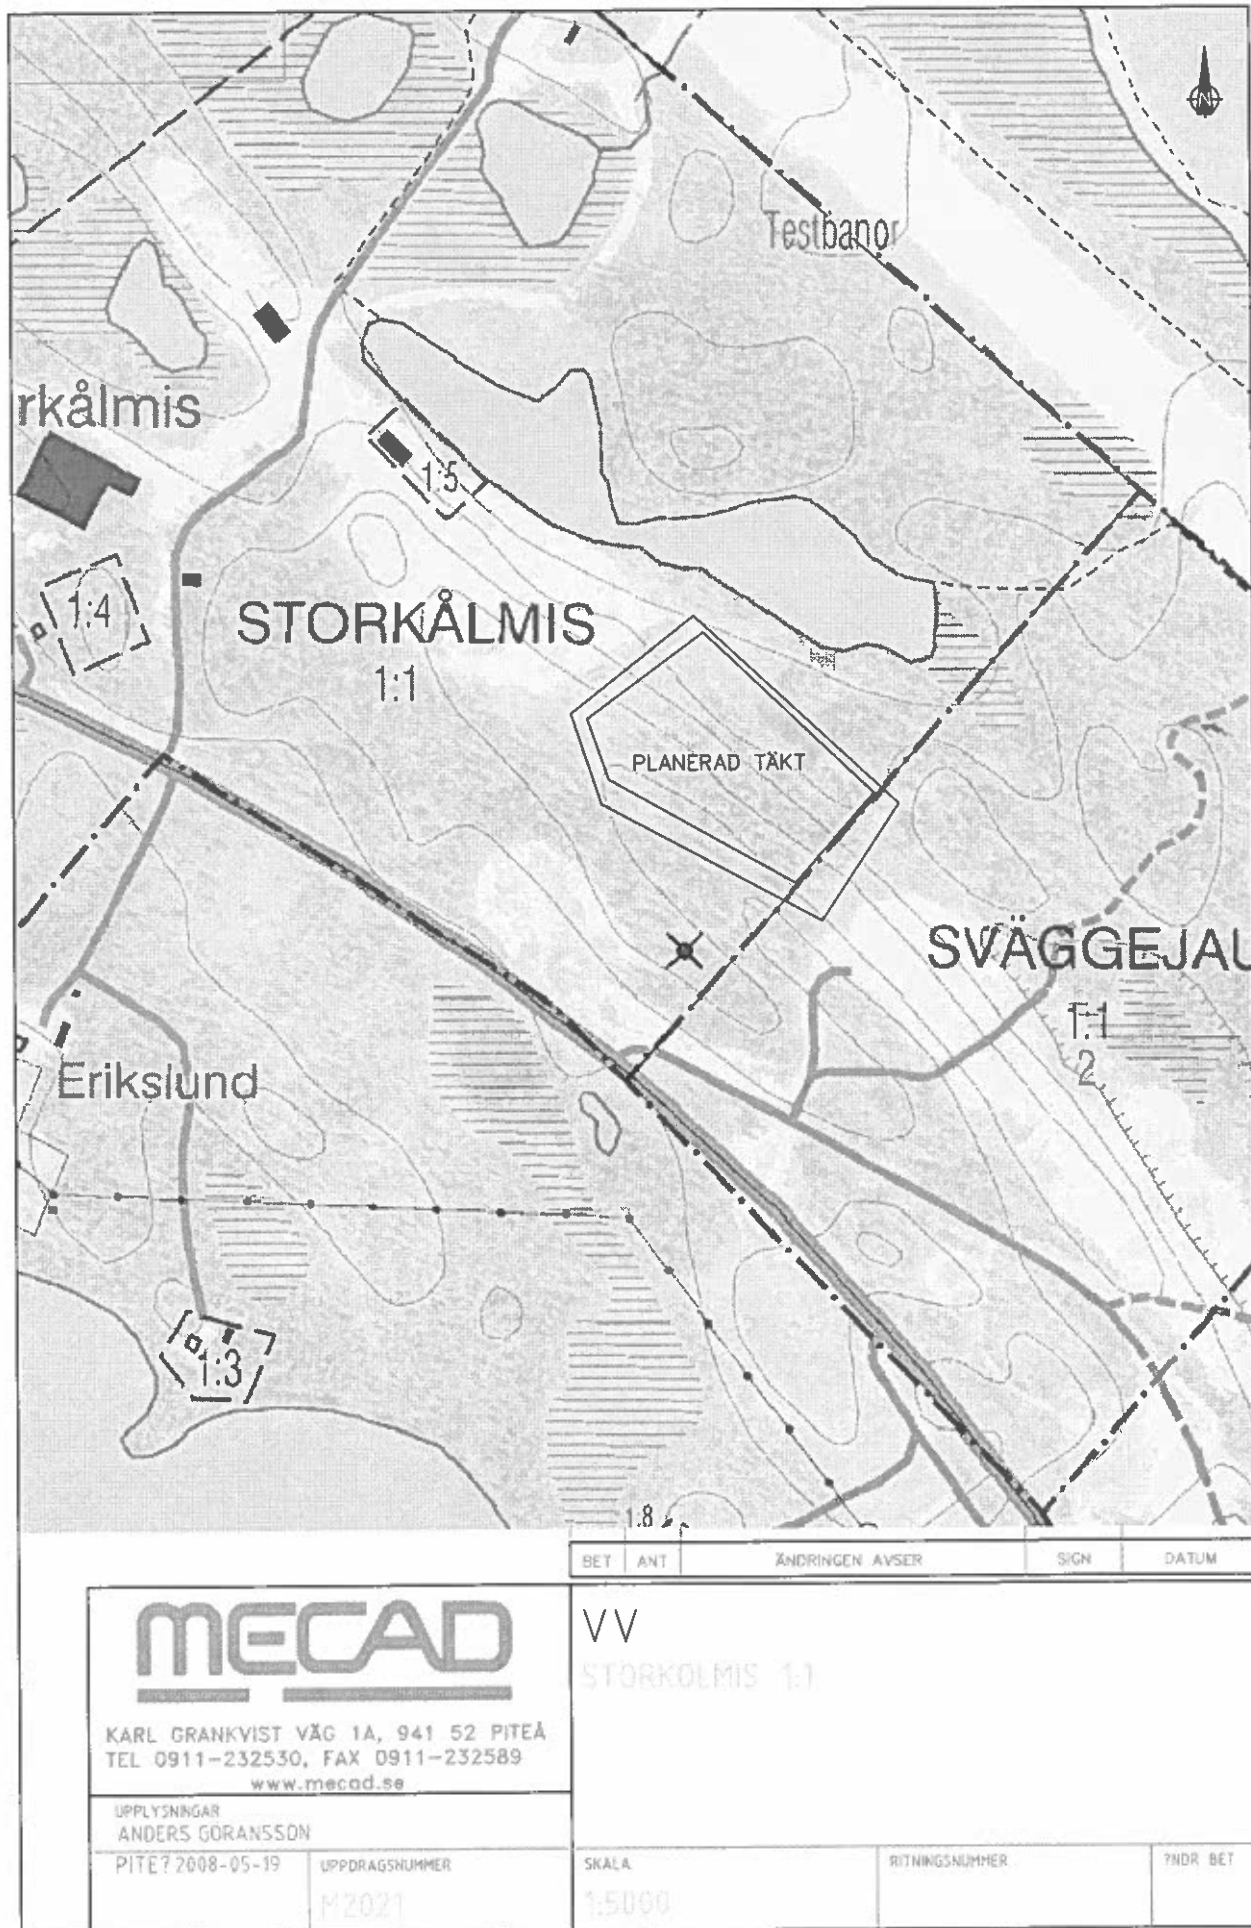 N
Testbanor
rkålmis
1:5
1:4
STORKÅLMIS
1:1
PLANERAD TÄKT
SVÄGGEJAU
1:1
2
Erikslund
1:3
1:8
BET ANT ÄNDRINGEN AVSER SIGN DATUM
MECAD
VV
STORKOLMIS 1:1
KARL GRANKVIST VÄG 1A, 941 52 PITEÅ
TEL 0911-232530, FAX 0911-232589
www.mecad.se
UPPLYSNINGAR
ANDERS GÖRANSSON
PITE? 2008-05-19 UPPDRAGSNUMMER SKALA RITNINGSNUMMER ?NDR BET
M2021 1:5000